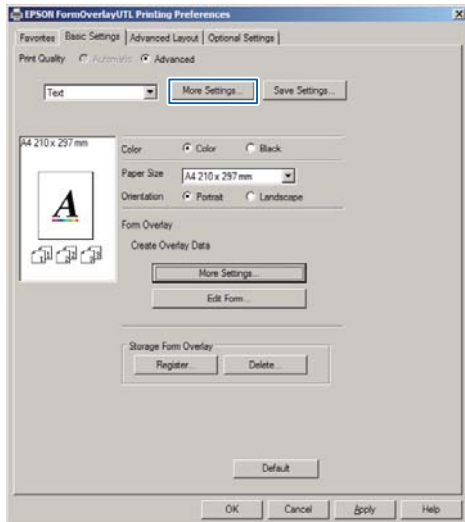 EPSON FormOverlayUTL Printing Preferences
Favorites Basic Settings Advanced Layout Optional Settings
Print Quality Automatic Advanced
Text More Settings... Save Settings...
A4 210 x 297 mm
Color Color Black
Paper Size A4 210 x 297 mm
Orientation Portrait Landscape
A
Form Overlay
Create Overlay Data
More Settings...
Edit Form...
Storage Form Overlay
Register... Delete...
Default
OK Cancel Apply Help